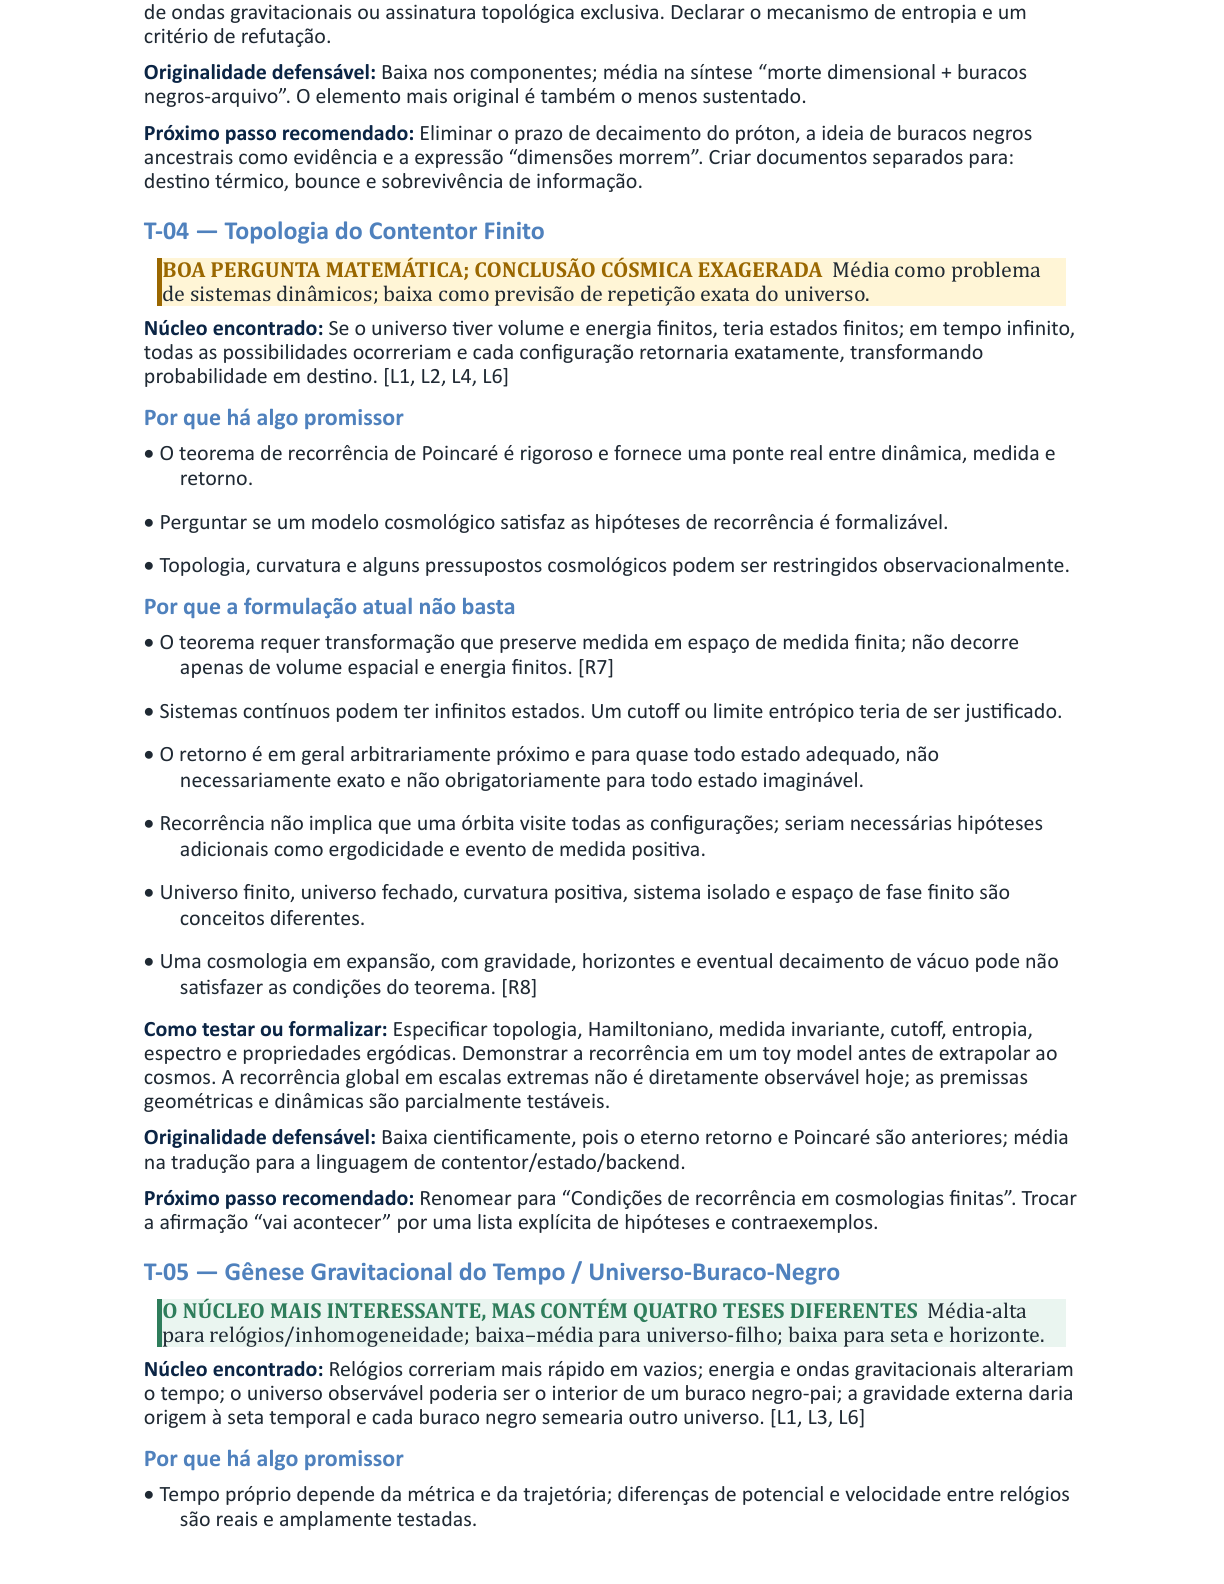 de ondas gravitacionais ou assinatura topológica exclusiva. Declarar o mecanismo de entropia e um
critério de refutação.
Originalidade defensável: Baixa nos componentes; média na síntese “morte dimensional + buracos
negros-arquivo”. O elemento mais original é também o menos sustentado.
Próximo passo recomendado: Eliminar o prazo de decaimento do próton, a ideia de buracos negros
ancestrais como evidência e a expressão “dimensões morrem”. Criar documentos separados para:
destino térmico, bounce e sobrevivência de informação.
T-04 — Topologia do Contentor Finito
BOA PERGUNTA MATEMÁTICA; CONCLUSÃO CÓSMICA EXAGERADA Média como problema
de sistemas dinâmicos; baixa como previsão de repetição exata do universo.
Núcleo encontrado: Se o universo tiver volume e energia finitos, teria estados finitos; em tempo infinito,
todas as possibilidades ocorreriam e cada configuração retornaria exatamente, transformando
probabilidade em destino. [L1, L2, L4, L6]
Por que há algo promissor
• O teorema de recorrência de Poincaré é rigoroso e fornece uma ponte real entre dinâmica, medida e
retorno.
• Perguntar se um modelo cosmológico satisfaz as hipóteses de recorrência é formalizável.
• Topologia, curvatura e alguns pressupostos cosmológicos podem ser restringidos observacionalmente.
Por que a formulação atual não basta
• O teorema requer transformação que preserve medida em espaço de medida finita; não decorre
apenas de volume espacial e energia finitos. [R7]
• Sistemas contínuos podem ter infinitos estados. Um cutoff ou limite entrópico teria de ser justificado.
• O retorno é em geral arbitrariamente próximo e para quase todo estado adequado, não
necessariamente exato e não obrigatoriamente para todo estado imaginável.
• Recorrência não implica que uma órbita visite todas as configurações; seriam necessárias hipóteses
adicionais como ergodicidade e evento de medida positiva.
• Universo finito, universo fechado, curvatura positiva, sistema isolado e espaço de fase finito são
conceitos diferentes.
• Uma cosmologia em expansão, com gravidade, horizontes e eventual decaimento de vácuo pode não
satisfazer as condições do teorema. [R8]
Como testar ou formalizar: Especificar topologia, Hamiltoniano, medida invariante, cutoff, entropia,
espectro e propriedades ergódicas. Demonstrar a recorrência em um toy model antes de extrapolar ao
cosmos. A recorrência global em escalas extremas não é diretamente observável hoje; as premissas
geométricas e dinâmicas são parcialmente testáveis.
Originalidade defensável: Baixa cientificamente, pois o eterno retorno e Poincaré são anteriores; média
na tradução para a linguagem de contentor/estado/backend.
Próximo passo recomendado: Renomear para “Condições de recorrência em cosmologias finitas”. Trocar
a afirmação “vai acontecer” por uma lista explícita de hipóteses e contraexemplos.
T-05 — Gênese Gravitacional do Tempo / Universo-Buraco-Negro
O NÚCLEO MAIS INTERESSANTE, MAS CONTÉM QUATRO TESES DIFERENTES Média-alta
para relógios/inhomogeneidade; baixa–média para universo-filho; baixa para seta e horizonte.
Núcleo encontrado: Relógios correriam mais rápido em vazios; energia e ondas gravitacionais alterariam
o tempo; o universo observável poderia ser o interior de um buraco negro-pai; a gravidade externa daria
origem à seta temporal e cada buraco negro semearia outro universo. [L1, L3, L6]
Por que há algo promissor
• Tempo próprio depende da métrica e da trajetória; diferenças de potencial e velocidade entre relógios
são reais e amplamente testadas.